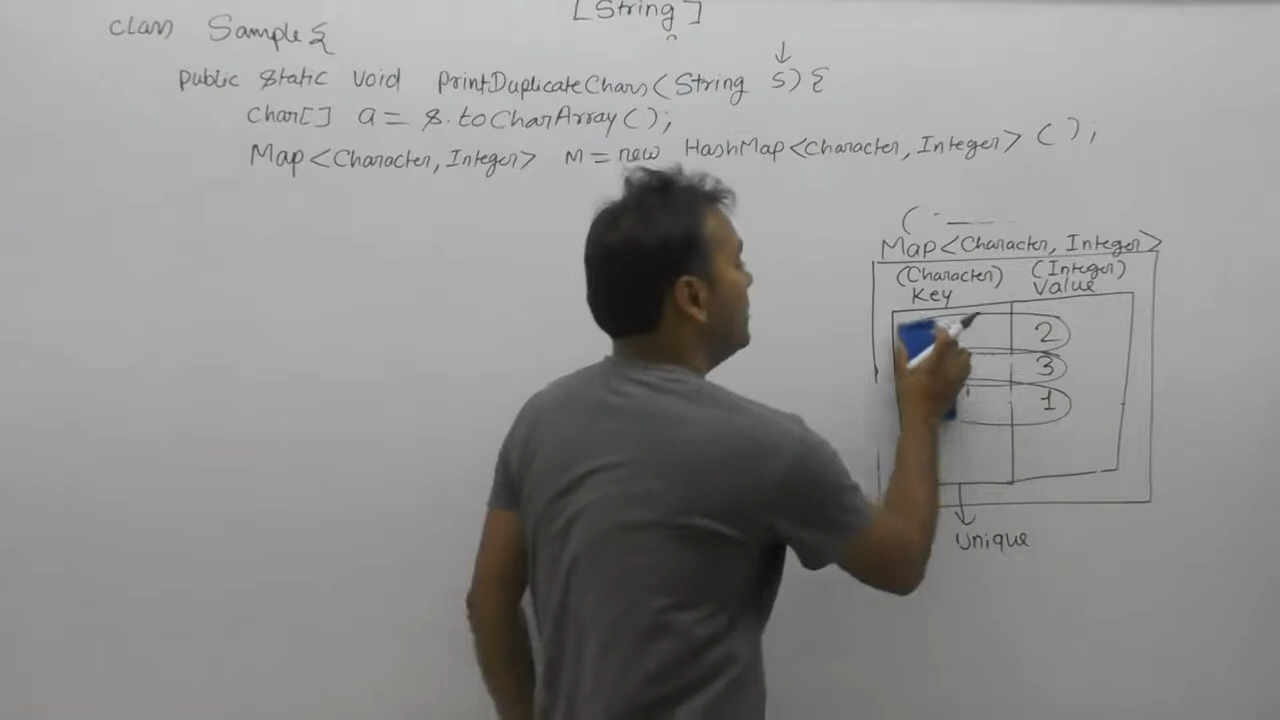 [String]
class Sample {
public static void printDuplicateChars(String s) {
char[] a = s.toCharArray();
Map<Character, Integer> m = new HashMap<Character, Integer> ();
Map<Character, Integer>
(Character) (Integer)
Key Value
2
3
1
Unique